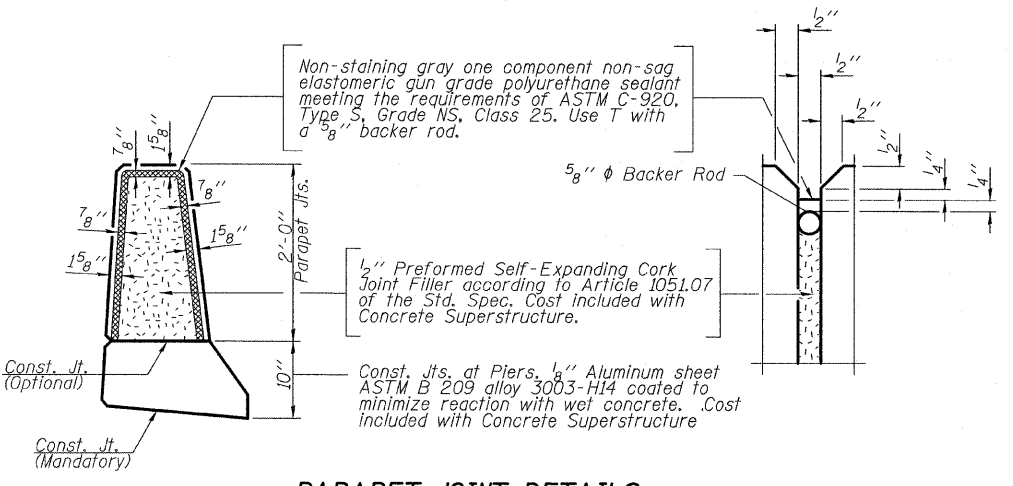 1/2"
Non-staining gray one component non-sag
elastomeric gun grade polyurethane sealant
meeting the requirements of ASTM C-920,
Type S, Grade NS, Class 25. Use T with
a 5/8" backer rod.
1/2"
1/2"
7/8"
1 5/8"
1/2"
1/4"
1/4"
5/8" ϕ Backer Rod
7/8"
7/8"
1 5/8"
1 5/8"
2'-0"
Parapet Jts.
1/2" Preformed Self-Expanding Cork
Joint Filler according to Article 1051.07
of the Std. Spec. Cost included with
Concrete Superstructure.
Const. Jt.
(Optional)
10"
Const. Jts. at Piers. 1/8" Aluminum sheet
ASTM B 209 alloy 3003-H14 coated to
minimize reaction with wet concrete. .Cost
included with Concrete Superstructure
Const. Jt.
(Mandatory)
PARAPET JOINT DETAILS